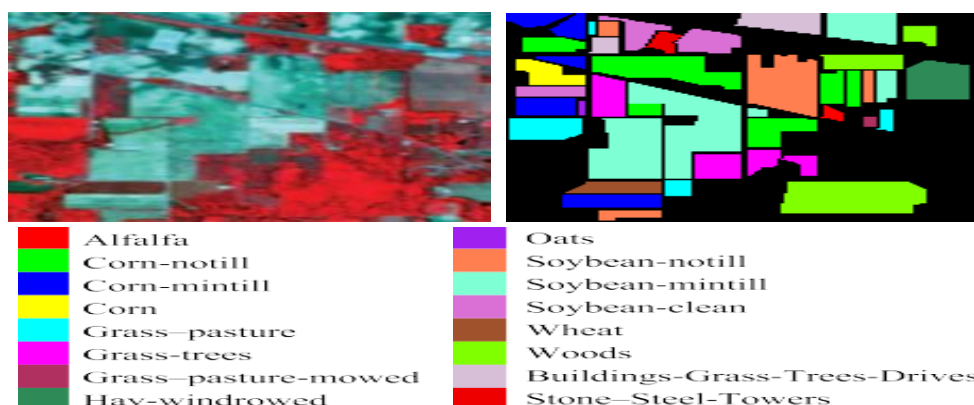 Alfalfa
Corn-notill
Corn-mintill
Corn
Grass–pasture
Grass-trees
Grass–pasture-mowed
Hay-windrowed
Oats
Soybean-notill
Soybean-mintill
Soybean-clean
Wheat
Woods
Buildings-Grass-Trees-Drives
Stone–Steel-Towers